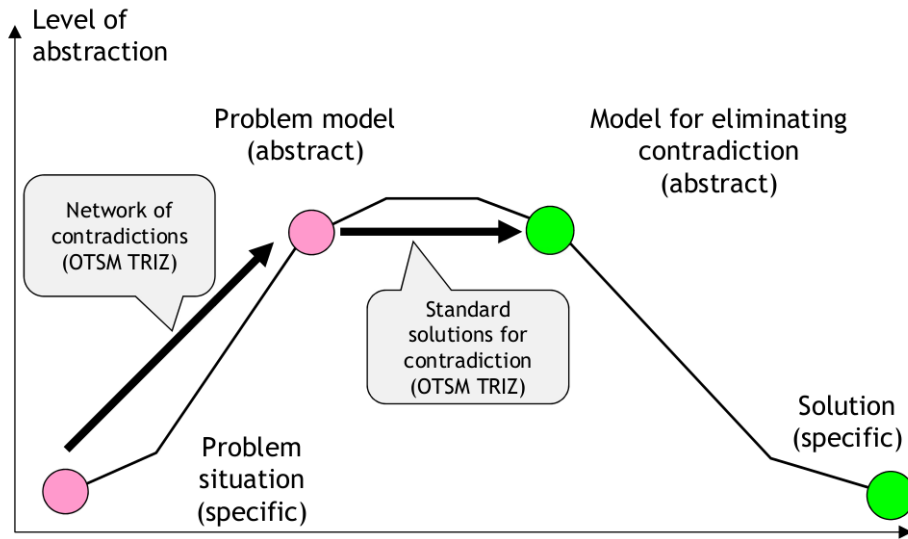 Level of
abstraction
Problem model
(abstract)
Model for eliminating
contradiction
(abstract)
Network of
contradictions
(OTSM TRIZ)
Standard
solutions for
contradiction
(OTSM TRIZ)
Problem
situation
(specific)
Solution
(specific)